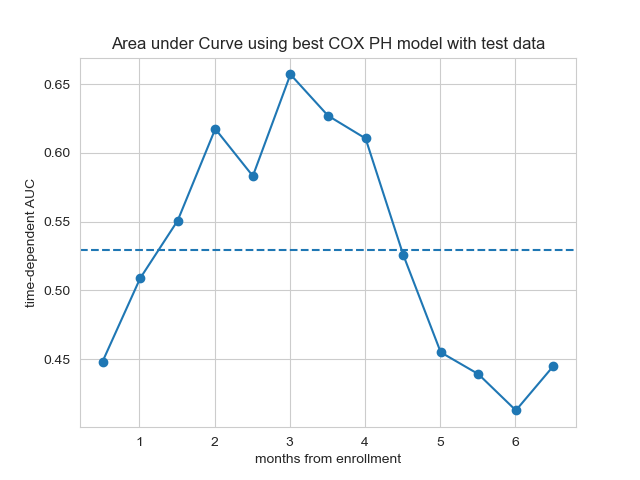 Area under Curve using best COX PH model with test data
time-dependent AUC
0.65
0.60
0.55
0.50
0.45
1 2 3 4 5 6
months from enrollment